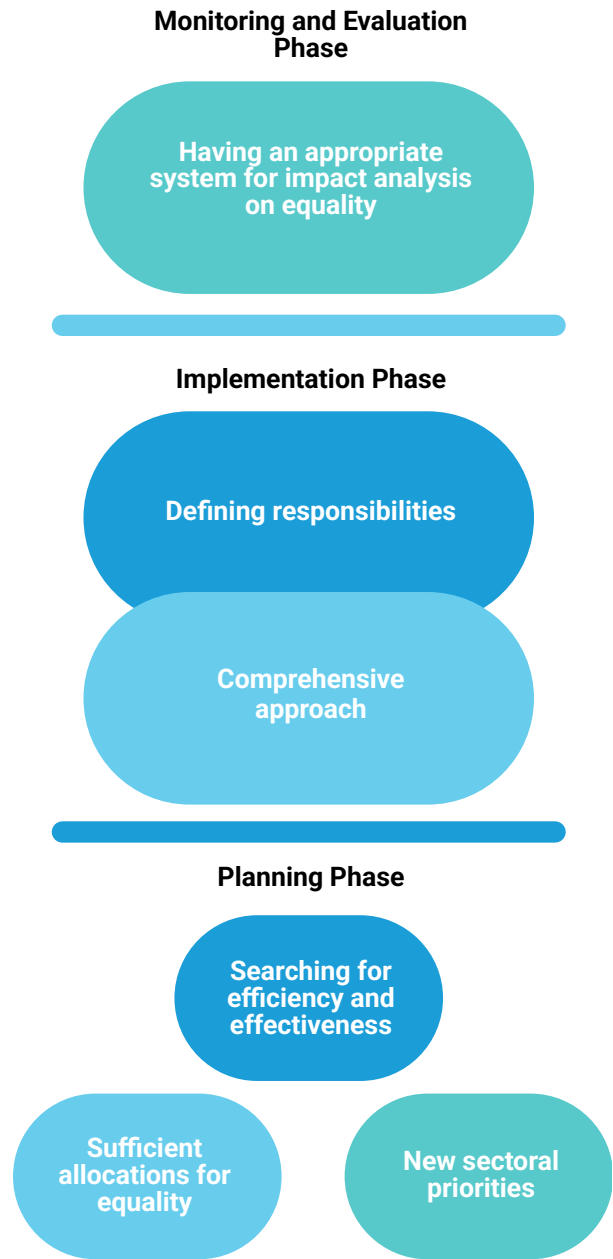 Monitoring and Evaluation
Phase
Having an appropriate
system for impact analysis
on equality
Implementation Phase
Defining responsibilities
Comprehensive
approach
Planning Phase
Searching for
efficiency and
effectiveness
Sufficient
allocations for
equality
New sectoral
priorities